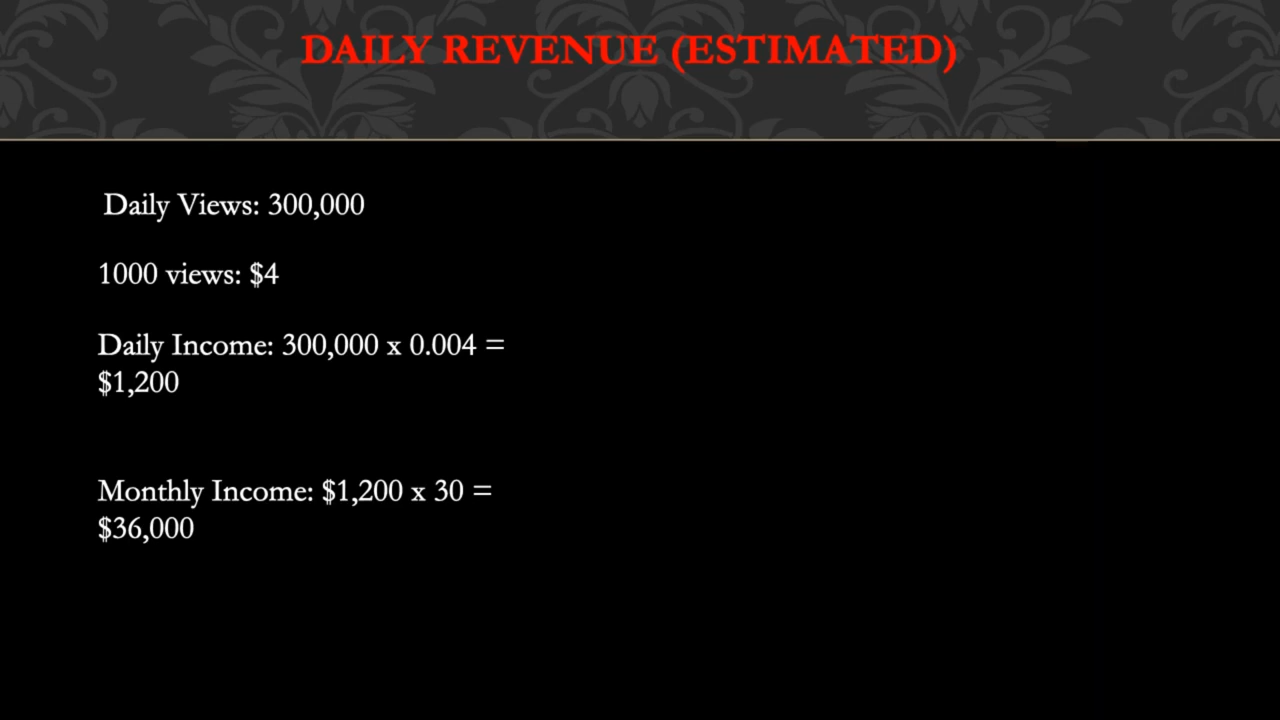 DAILY REVENUE (ESTIMATED)
Daily Views: 300,000
1000 views: $4
Daily Income: 300,000 x 0.004 =
$1,200
Monthly Income: $1,200 x 30 =
$36,000